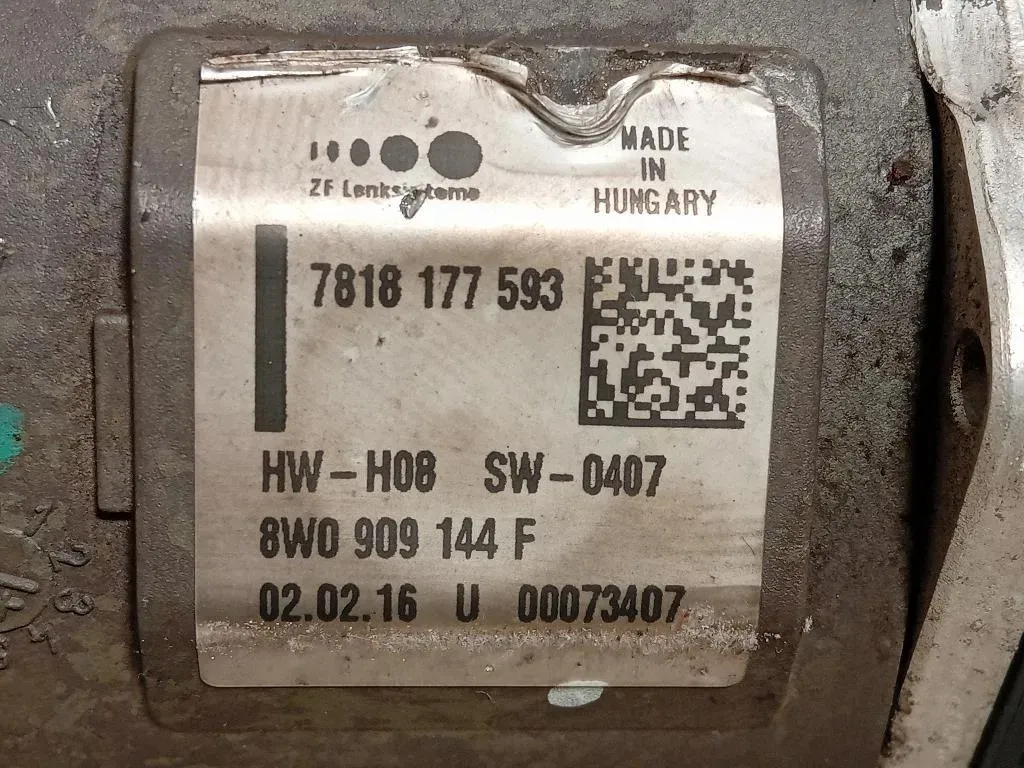 ZF Lenksysteme
MADE
IN
HUNGARY
7818 177 593
HW-H08 SW-0407
8W0 909 144 F
02.02.16 U 00073407